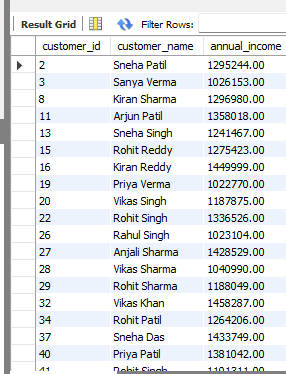 Result Grid Filter Rows:
customer_id customer_name annual_income
2 Sneha Patil 1295244.00
3 Sanya Verma 1026153.00
8 Kiran Sharma 1296980.00
11 Arjun Patil 1358018.00
13 Sneha Singh 1241467.00
15 Rohit Reddy 1275423.00
16 Kiran Reddy 1449999.00
19 Priya Verma 1022770.00
20 Vikas Singh 1187875.00
22 Rohit Singh 1336526.00
26 Rahul Singh 1023104.00
27 Anjali Sharma 1428529.00
28 Vikas Sharma 1040990.00
29 Rohit Sharma 1188049.00
32 Vikas Khan 1458287.00
34 Rohit Patil 1264206.00
37 Sneha Das 1433749.00
40 Priya Patil 1381042.00
41 Rohit Singh